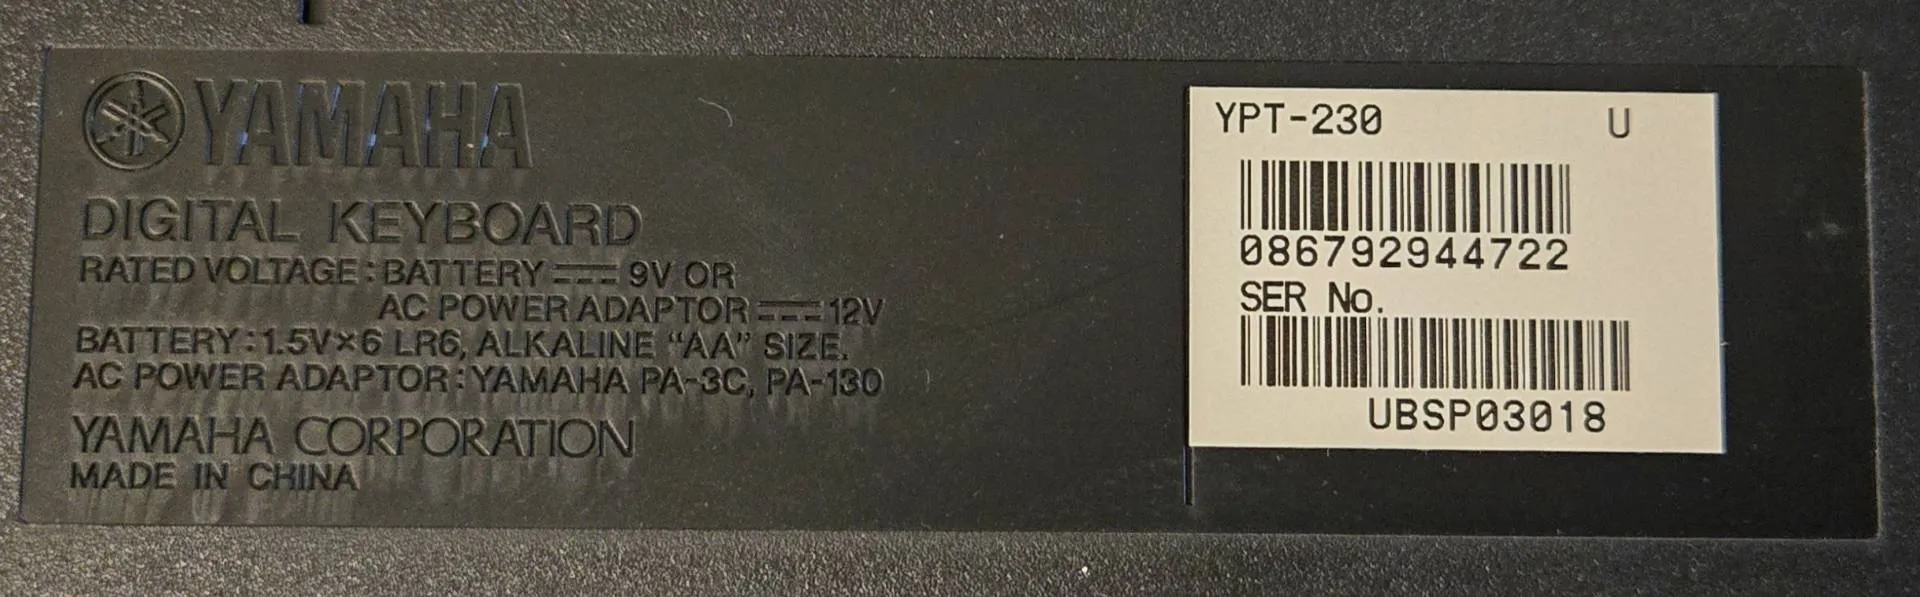 YAMAHA
DIGITAL KEYBOARD
RATED VOLTAGE : BATTERY ⎓ 9V OR
AC POWER ADAPTOR ⎓ 12V
BATTERY : 1.5V×6 LR6, ALKALINE “AA” SIZE.
AC POWER ADAPTOR : YAMAHA PA-3C, PA-130
YAMAHA CORPORATION
MADE IN CHINA
YPT-230 U
086792944722
SER No.
UBSP03018